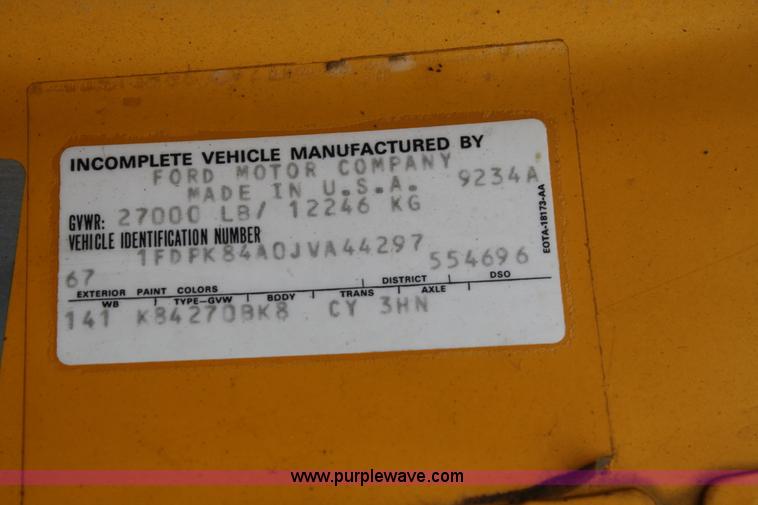 INCOMPLETE VEHICLE MANUFACTURED BY
FORD MOTOR COMPANY
MADE IN U.S.A. 9234A
GVWR: 27000 LB/ 12246 KG
VEHICLE IDENTIFICATION NUMBER
1FDPK84A0JVA44297
67 554696
EXTERIOR PAINT COLORS DISTRICT DSO
WB TYPE-GVW BODY TRANS AXLE
141 K84270BK8 CY 3HN
EOTA-18173-AA
www.purplewave.com